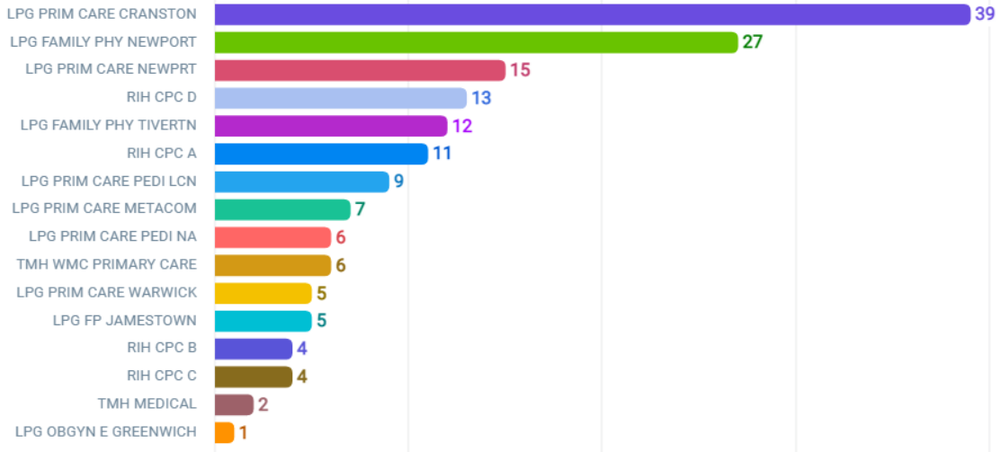 LPG PRIM CARE CRANSTON 39
LPG FAMILY PHY NEWPORT 27
LPG PRIM CARE NEWPRT 15
RIH CPC D 13
LPG FAMILY PHY TIVERTN 12
RIH CPC A 11
LPG PRIM CARE PEDI LCN 9
LPG PRIM CARE METACOM 7
LPG PRIM CARE PEDI NA 6
TMH WMC PRIMARY CARE 6
LPG PRIM CARE WARWICK 5
LPG FP JAMESTOWN 5
RIH CPC B 4
RIH CPC C 4
TMH MEDICAL 2
LPG OBGYN E GREENWICH 1